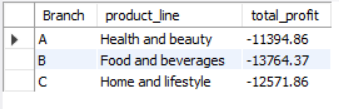 Branch product_line total_profit
A Health and beauty -11394.86
B Food and beverages -13764.37
C Home and lifestyle -12571.86